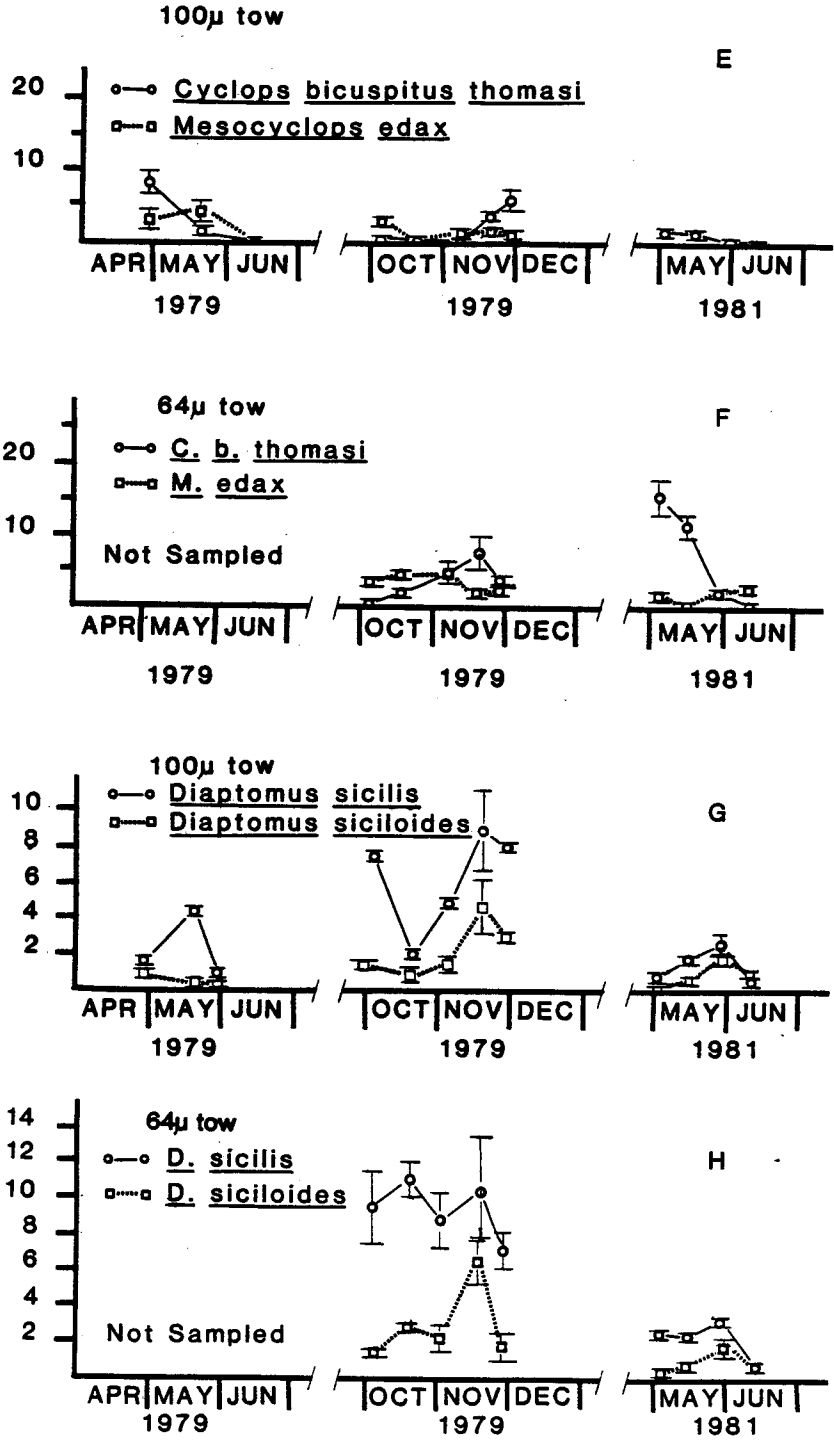 100µ tow
E
20
Cyclops bicuspitus thomasi
Mesocyclops edax
10
APR MAY JUN OCT NOV DEC MAY JUN
1979 1979 1981
64µ tow
F
C. b. thomasi
20
M. edax
10
Not Sampled
APR MAY JUN OCT NOV DEC MAY JUN
1979 1979 1981
100µ tow
10
Diaptomus sicilis
G
Diaptomus siciloides
8
6
4
2
APR MAY JUN OCT NOV DEC MAY JUN
1979 1979 1981
14
64µ tow
12
D. sicilis
H
10
D. siciloides
8
6
4
2
Not Sampled
APR MAY JUN OCT NOV DEC MAY JUN
1979 1979 1981